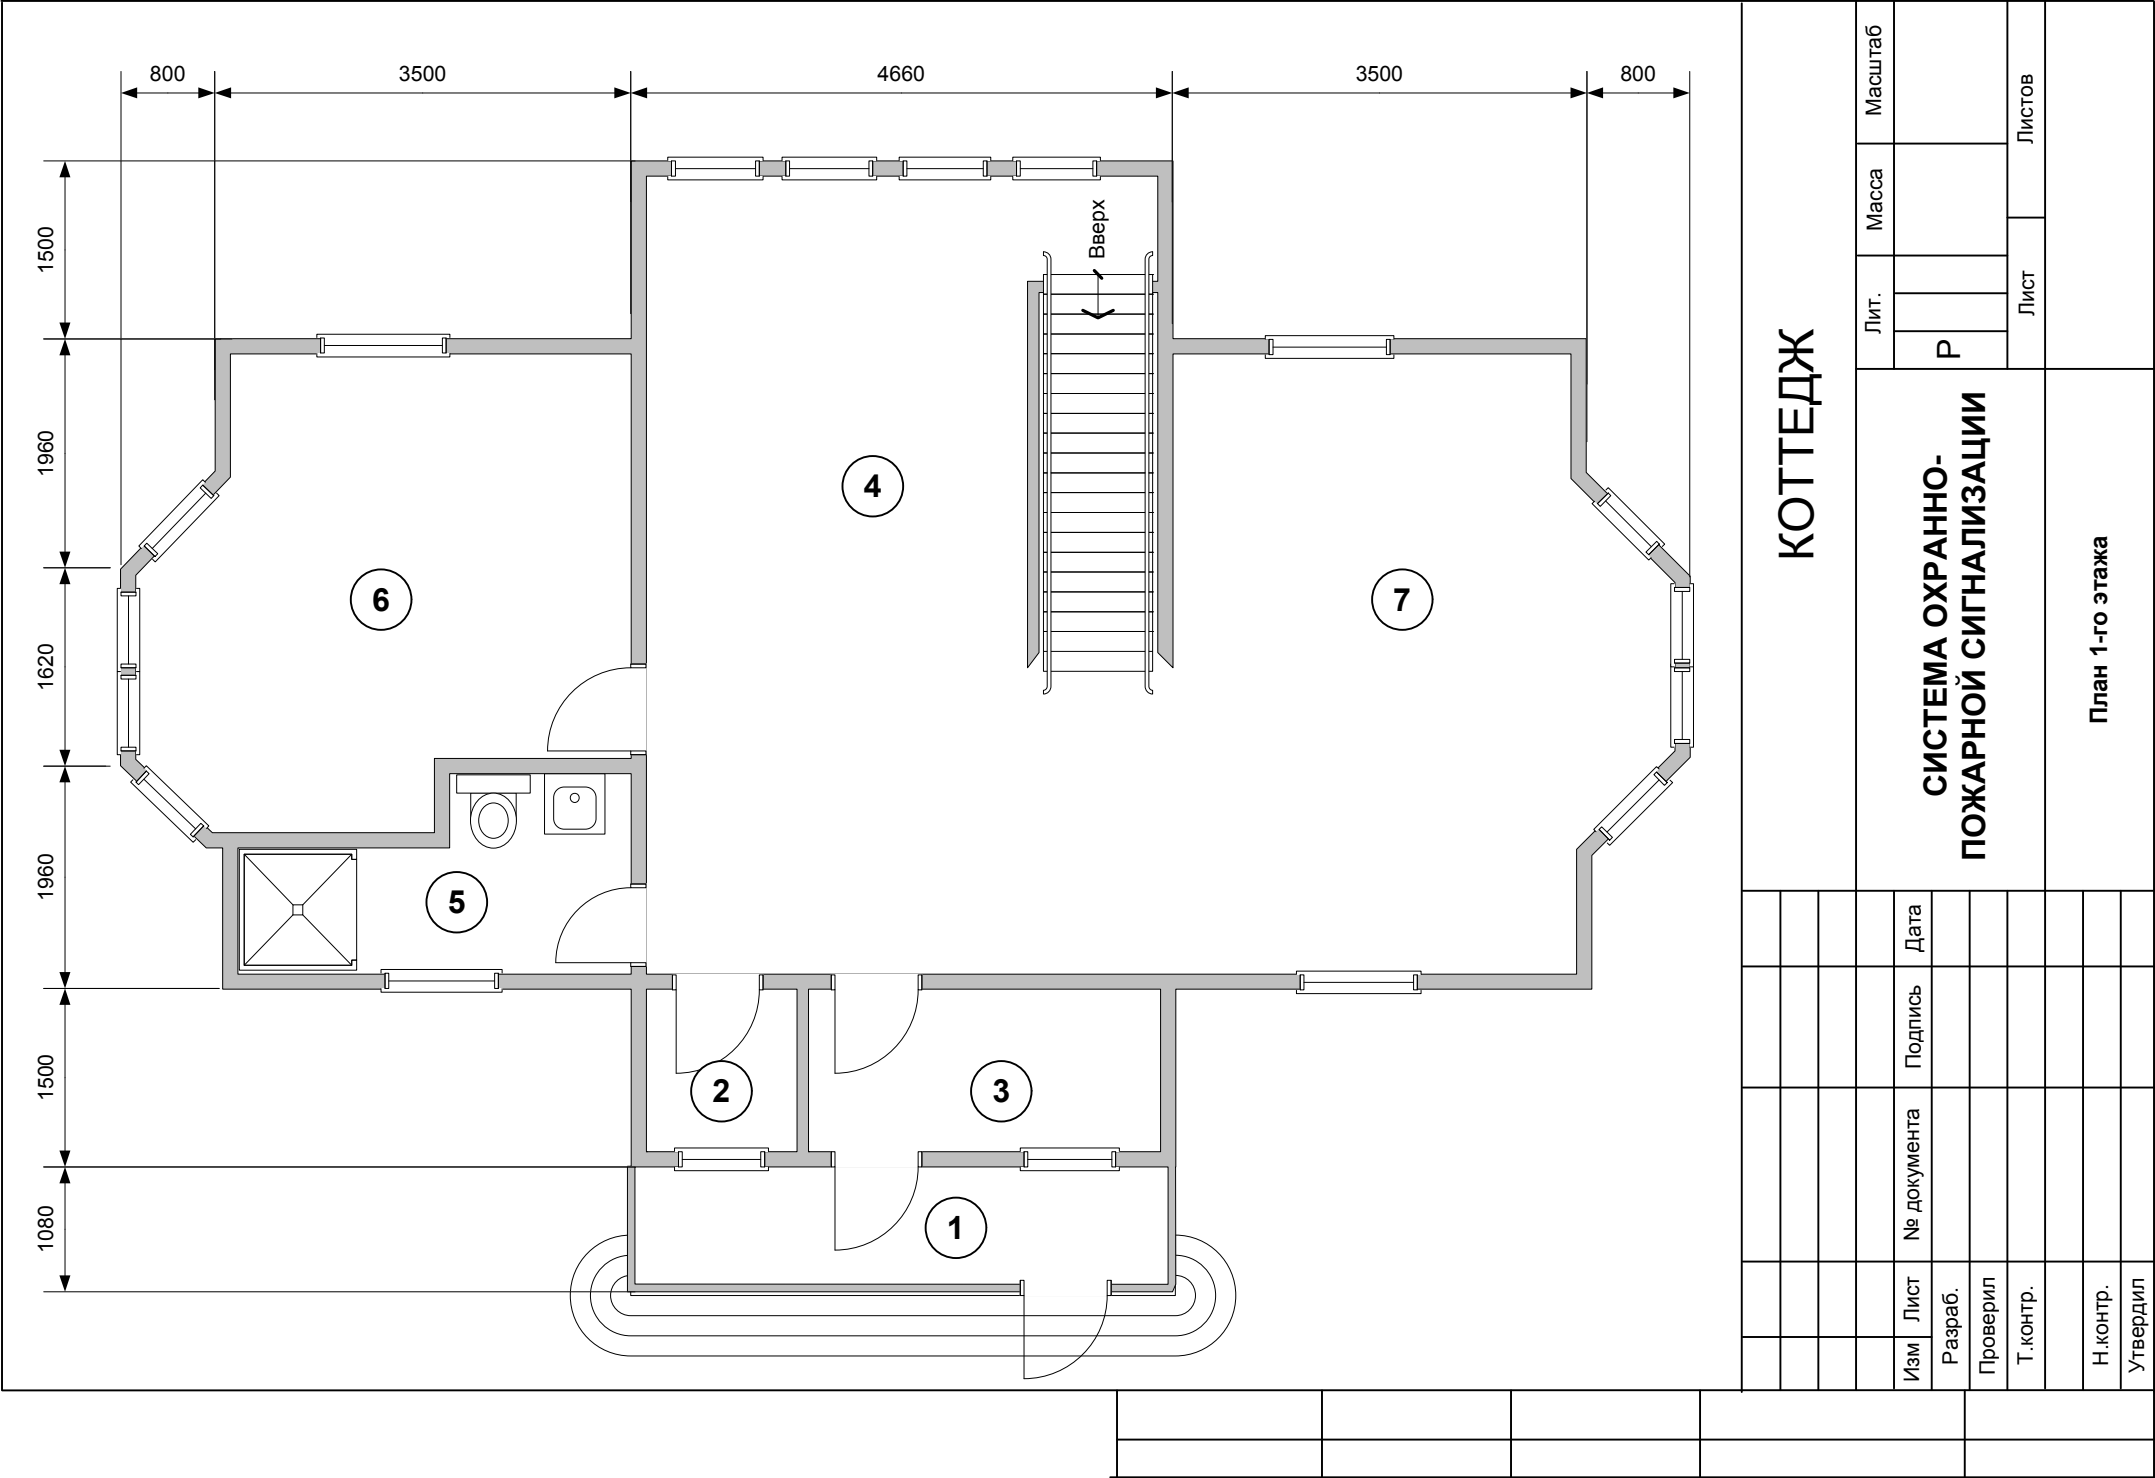 800
3500
4660
3500
800
1500
1960
1620
1960
1500
1080
Вверх
4
6
7
5
2
3
1
КОТТЕДЖ
СИСТЕМА ОХРАННО-
ПОЖАРНОЙ СИГНАЛИЗАЦИИ
План 1-го этажа
Лит.
Масса
Масштаб
Р
Лист
Листов
Изм
Лист
№ документа
Подпись
Дата
Разраб.
Проверил
Т.контр.
Н.контр.
Утвердил